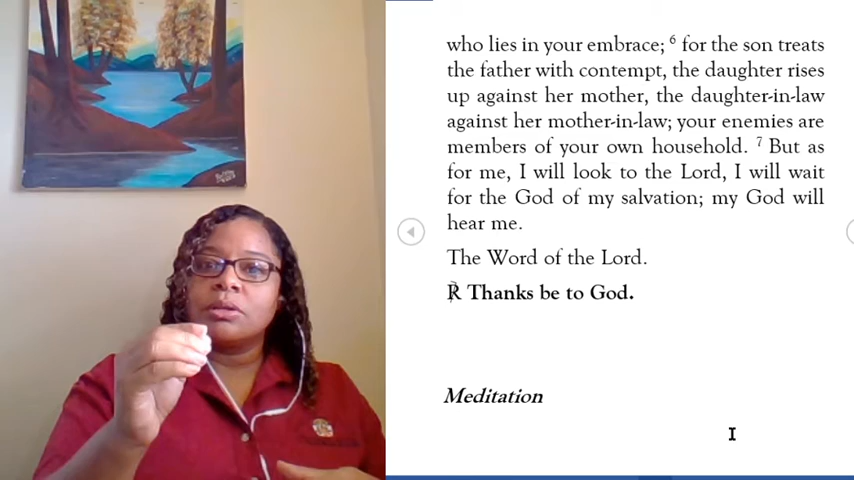 who lies in your embrace; ⁶ for the son treats
the father with contempt, the daughter rises
up against her mother, the daughter-in-law
against her mother-in-law; your enemies are
members of your own household. ⁷ But as
for me, I will look to the Lord, I will wait
for the God of my salvation; my God will
hear me.
The Word of the Lord.
℟ Thanks be to God.
Meditation